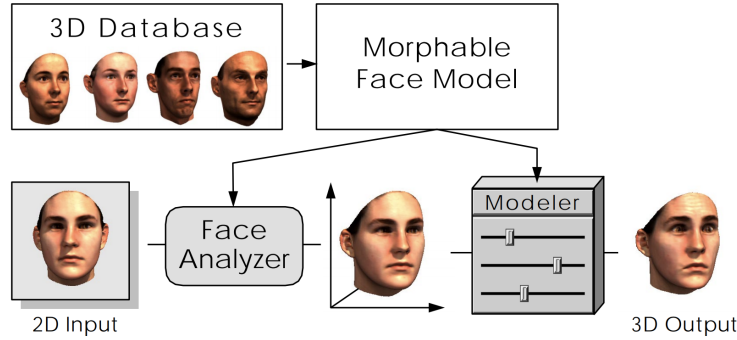 3D Database
Morphable
Face Model
Face
Analyzer
Modeler
2D Input
3D Output